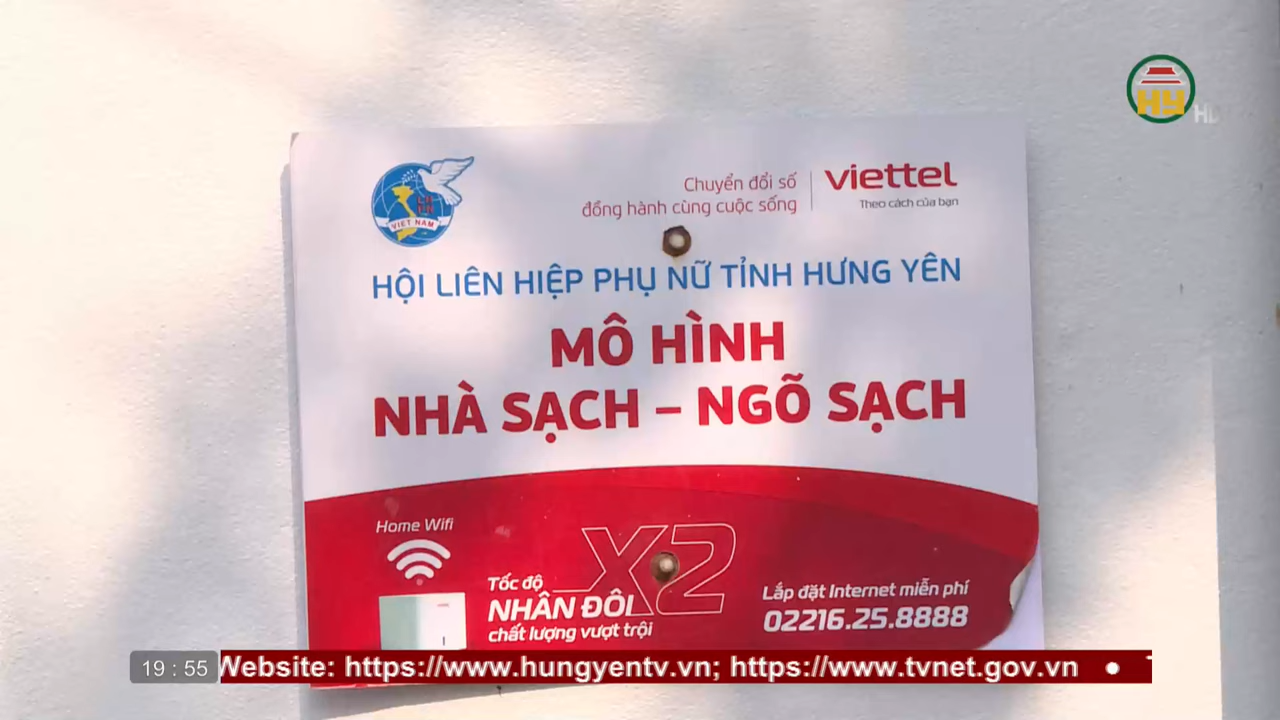 HY
VIET NAM
Chuyển đổi số
đồng hành cùng cuộc sống
viettel
Theo cách của bạn
HỘI LIÊN HIỆP PHỤ NỮ TỈNH HƯNG YÊN
MÔ HÌNH
NHÀ SẠCH – NGÕ SẠCH
Home Wifi
Tốc độ
NHÂN ĐÔI
X2
chất lượng vượt trội
Lắp đặt Internet miễn phí
02216.25.8888
19 : 55
Website: https://www.hungyentv.vn; https://www.tvnet.gov.vn •